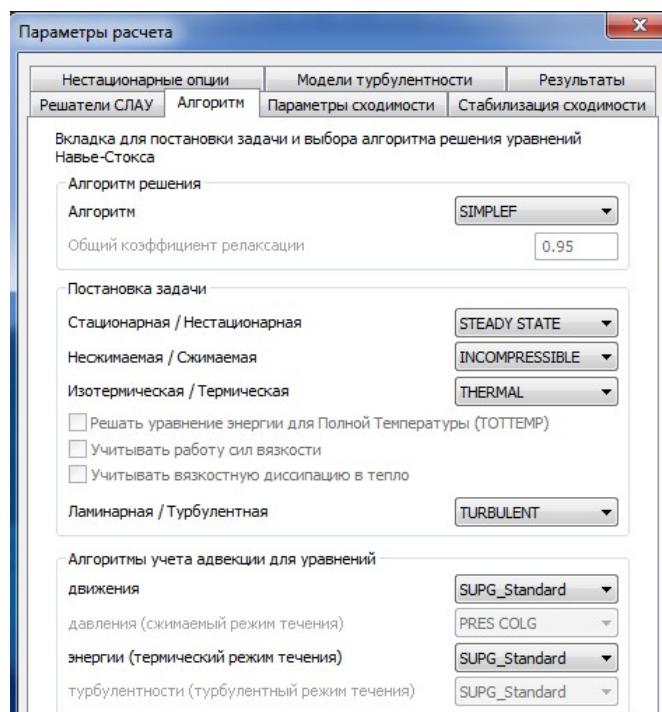 Параметры расчета
Нестационарные опции Модели турбулентности Результаты
Решатели СЛАУ Алгоритм Параметры сходимости Стабилизация сходимости
Вкладка для постановки задачи и выбора алгоритма решения уравнений
Навье-Стокса
Алгоритм решения
Алгоритм SIMPLEF
Общий коэффициент релаксации 0.95
Постановка задачи
Стационарная / Нестационарная STEADY STATE
Несжимаемая / Сжимаемая INCOMPRESSIBLE
Изотермическая / Термическая THERMAL
Решать уравнение энергии для Полной Температуры (TOTTEMP)
Учитывать работу сил вязкости
Учитывать вязкостную диссипацию в тепло
Ламинарная / Турбулентная TURBULENT
Алгоритмы учета адвекции для уравнений
движения SUPG_Standard
давления (сжимаемый режим течения) PRES COLG
энергии (термический режим течения) SUPG_Standard
турбулентности (турбулентный режим течения) SUPG_Standard